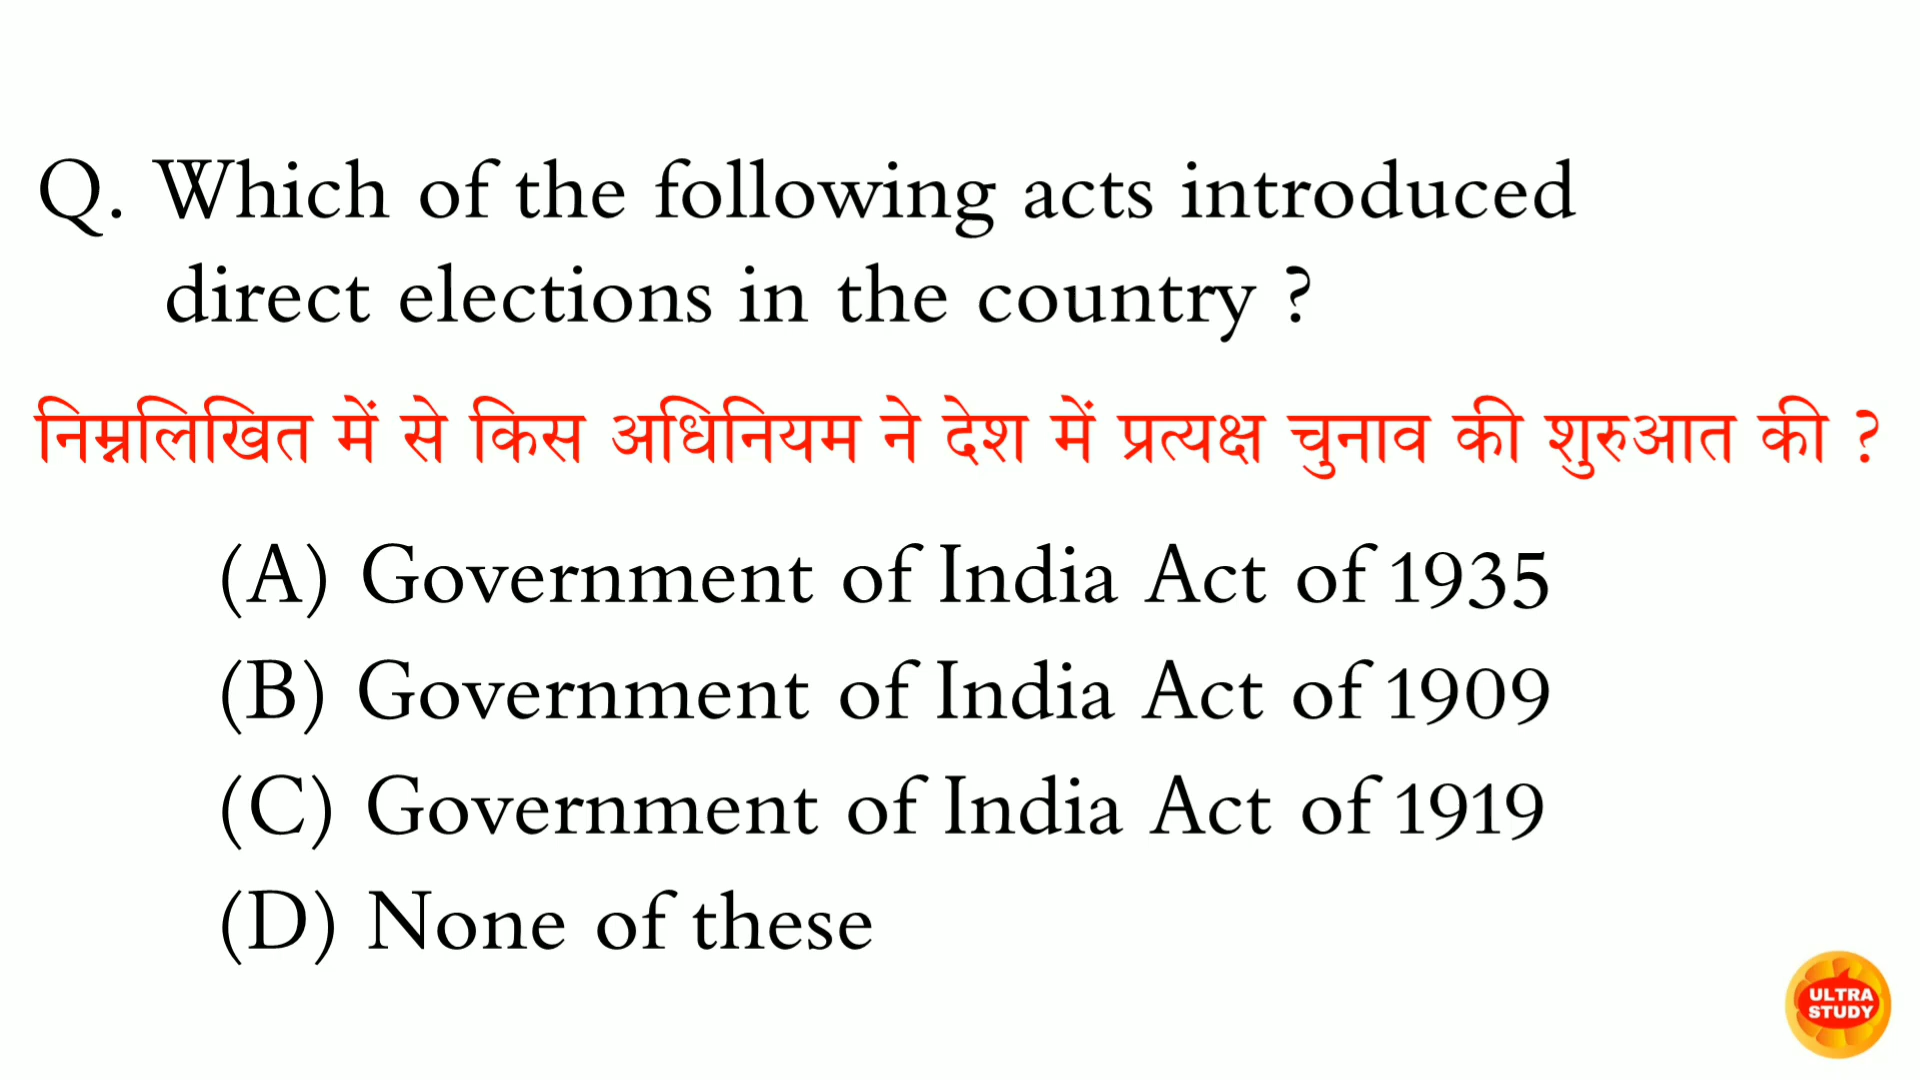 Q. Which of the following acts introduced
direct elections in the country ?
निम्नलिखित में से किस अधिनियम ने देश में प्रत्यक्ष चुनाव की शुरुआत की ?
(A) Government of India Act of 1935
(B) Government of India Act of 1909
(C) Government of India Act of 1919
(D) None of these
ULTRA
STUDY